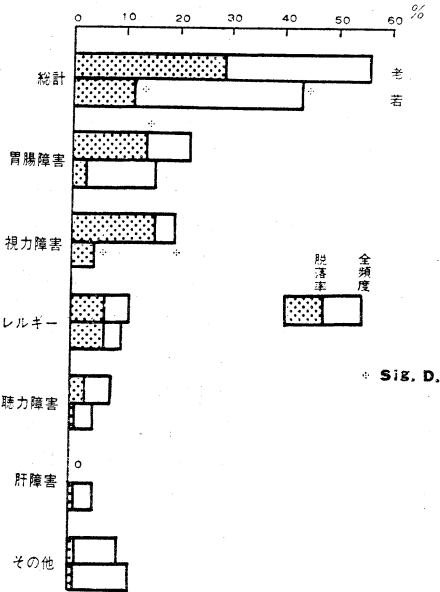 0 10 20 30 40 50 60 %
総計
老
若
胃腸障害
視力障害
脱落率
全頻度
レルギー
Sig. D.
聴力障害
0
肝障害
その他